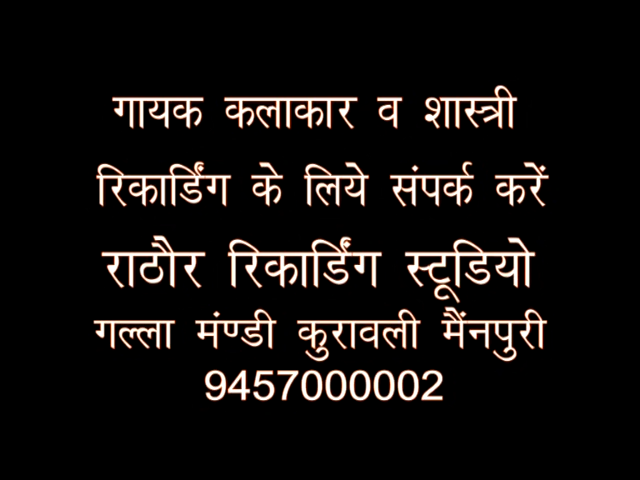 गायक कलाकार व शास्त्री
रिकार्डिंग के लिये संपर्क करें
राठौर रिकार्डिंग स्टूडियो
गल्ला मंण्डी कुरावली मैंनपुरी
9457000002